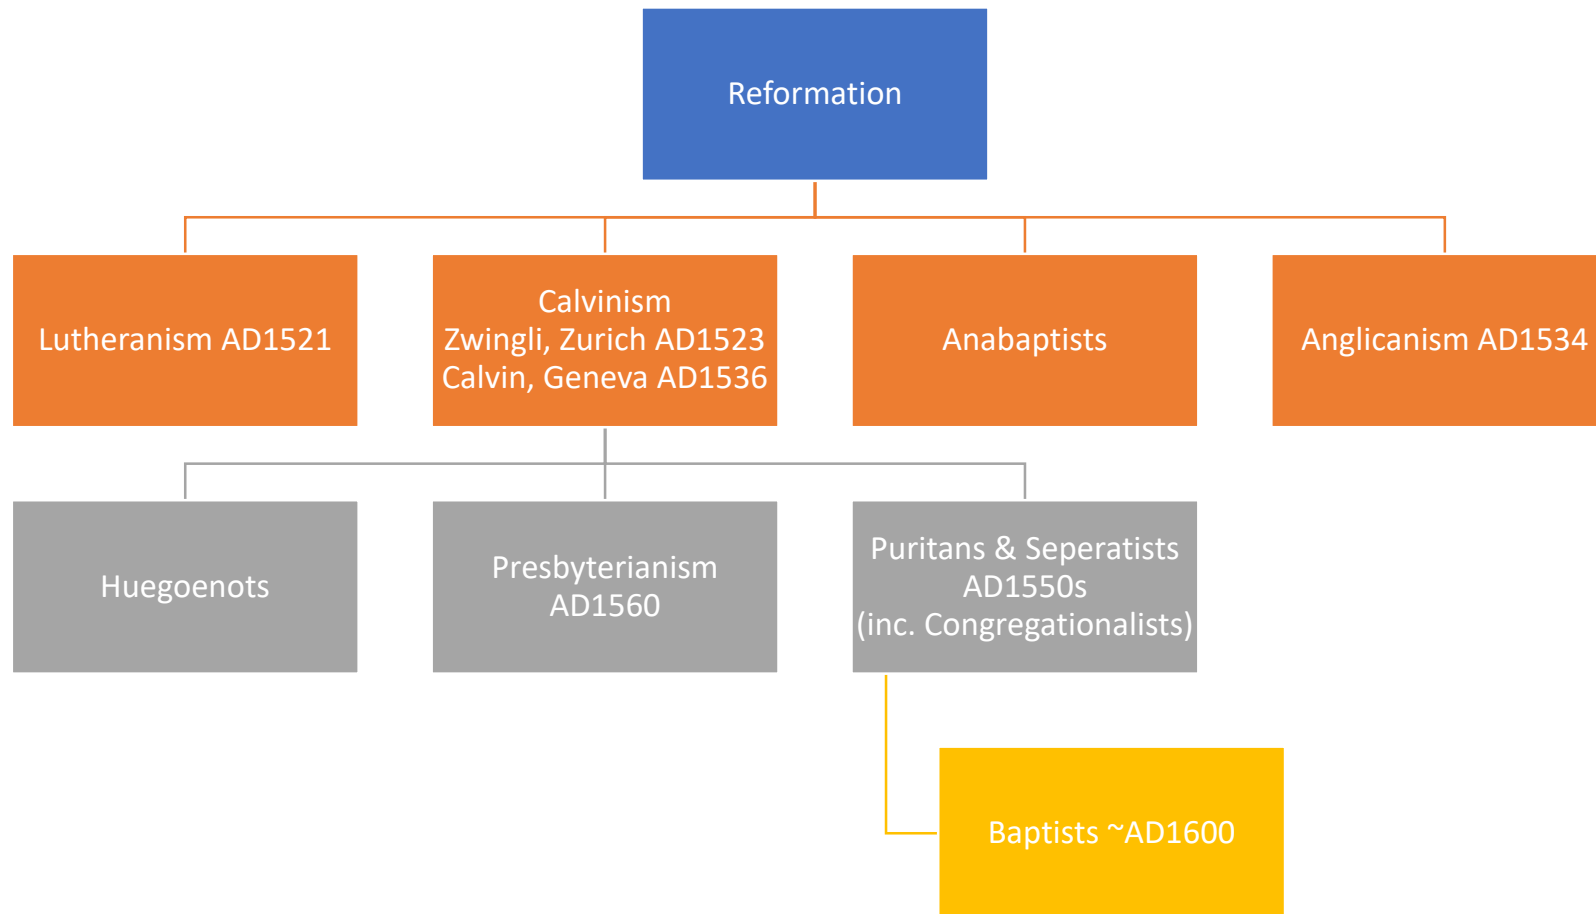 Reformation
Lutheranism AD1521
Calvinism
Zwingli, Zurich AD1523
Calvin, Geneva AD1536
Anabaptists
Anglicanism AD1534
Huegoenots
Presbyterianism
AD1560
Puritans & Seperatists
AD1550s
(inc. Congregationalists)
Baptists ~AD1600